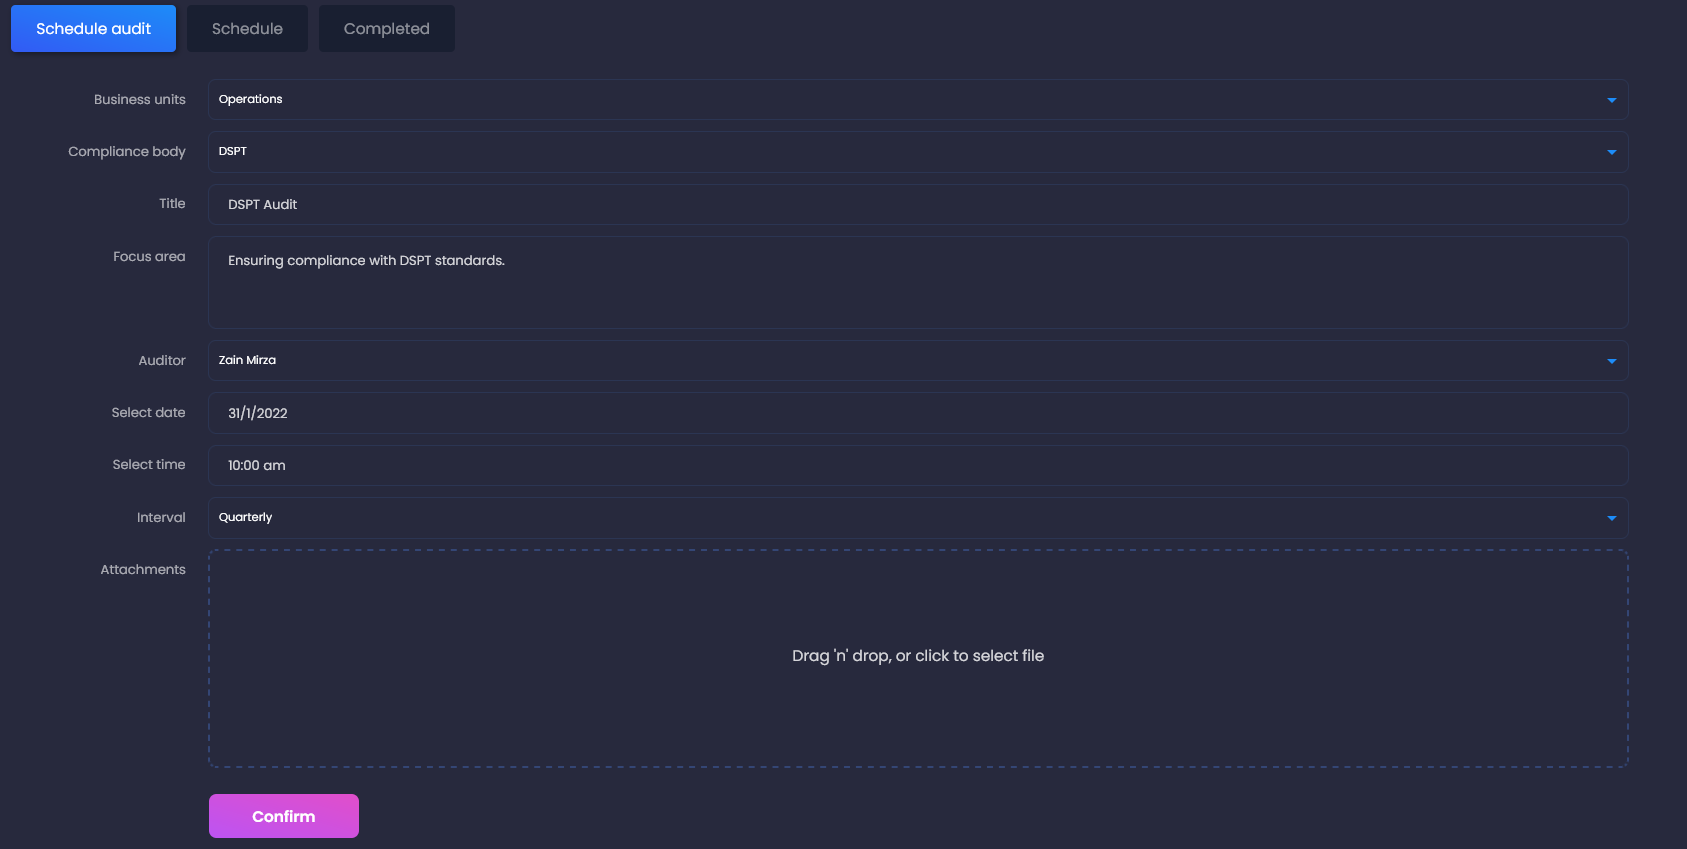 Schedule audit Schedule Completed
Business units Operations
Compliance body DSPT
Title DSPT Audit
Focus area Ensuring compliance with DSPT standards.
Auditor Zain Mirza
Select date 31/1/2022
Select time 10:00 am
Interval Quarterly
Attachments
Drag 'n' drop, or click to select file
Confirm